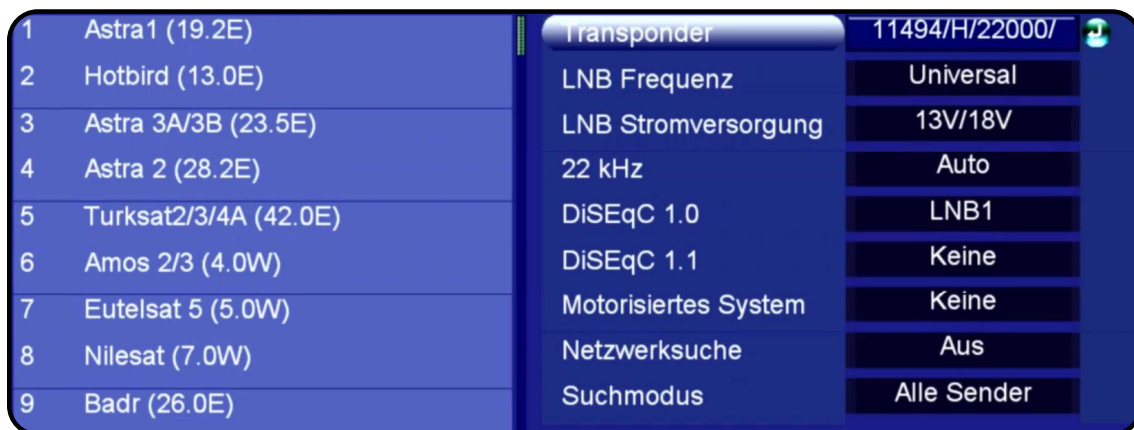 1 Astra1 (19.2E)
2 Hotbird (13.0E)
3 Astra 3A/3B (23.5E)
4 Astra 2 (28.2E)
5 Turksat2/3/4A (42.0E)
6 Amos 2/3 (4.0W)
7 Eutelsat 5 (5.0W)
8 Nilesat (7.0W)
9 Badr (26.0E)
Transponder 11494/H/22000/
LNB Frequenz Universal
LNB Stromversorgung 13V/18V
22 kHz Auto
DiSEqC 1.0 LNB1
DiSEqC 1.1 Keine
Motorisiertes System Keine
Netzwerksuche Aus
Suchmodus Alle Sender